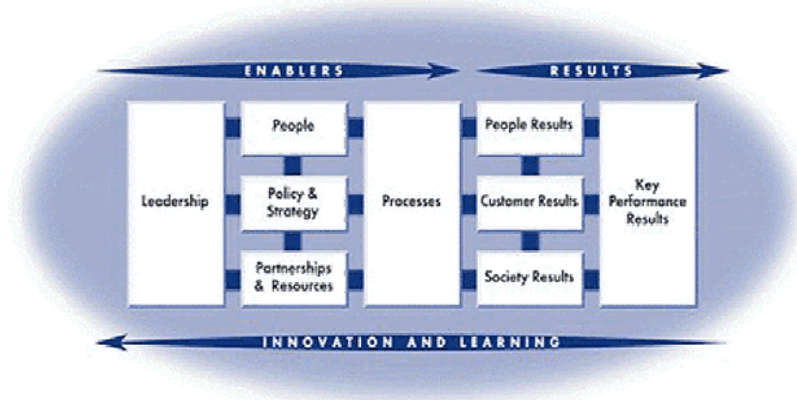 ENABLERS
RESULTS
Leadership
People
Policy &
Strategy
Partnerships
& Resources
Processes
People Results
Customer Results
Society Results
Key
Performance
Results
INNOVATION AND LEARNING